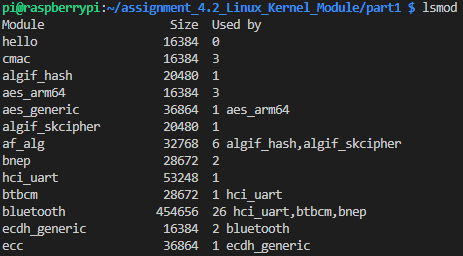 pi@raspberrypi:~/assignment_4.2_Linux_Kernel_Module/part1 $ lsmod
Module                  Size  Used by
hello                  16384  0
cmac                   16384  3
algif_hash             20480  1
aes_arm64              16384  3
aes_generic            36864  1 aes_arm64
algif_skcipher         20480  1
af_alg                 32768  6 algif_hash,algif_skcipher
bnep                   28672  2
hci_uart               53248  1
btbcm                  28672  1 hci_uart
bluetooth             454656  26 hci_uart,btbcm,bnep
ecdh_generic           16384  2 bluetooth
ecc                    36864  1 ecdh_generic